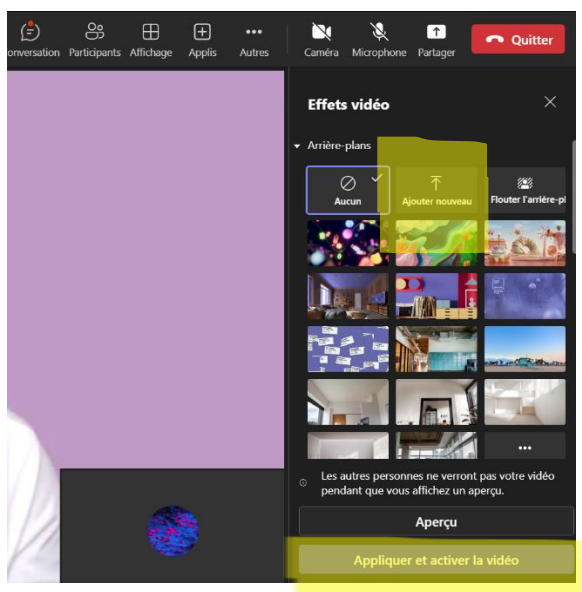 onversation Participants Affichage Applis Autres Caméra Microphone Partager Quitter
Effets vidéo
Arrière-plans
Aucun Ajouter nouveau Flouter l'arrière-pl
Les autres personnes ne verront pas votre vidéo
pendant que vous affichez un aperçu.
Aperçu
Appliquer et activer la vidéo